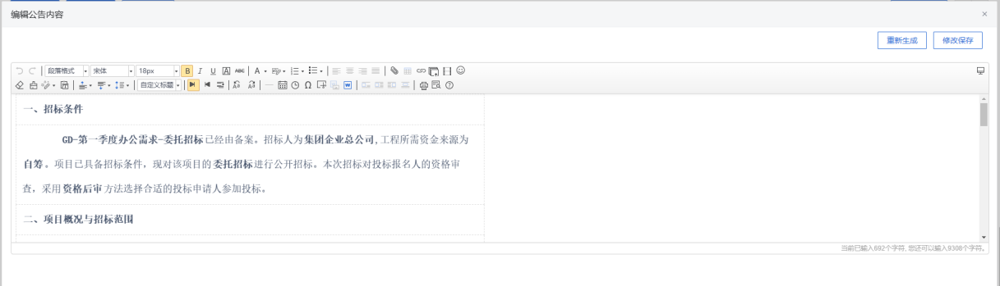 编辑公告内容
×
重新生成 修改保存
段落格式 宋体 18px B I U A ABC A
自定义标题
一、招标条件
GD-第一季度办公需求-委托招标已经由备案。招标人为集团企业总公司,工程所需资金来源为
自筹。项目已具备招标条件，现对该项目的委托招标进行公开招标。本次招标对投标报名人的资格审
查，采用资格后审方法选择合适的投标申请人参加投标。
二、项目概况与招标范围
当前已输入692个字符, 您还可以输入9308个字符。